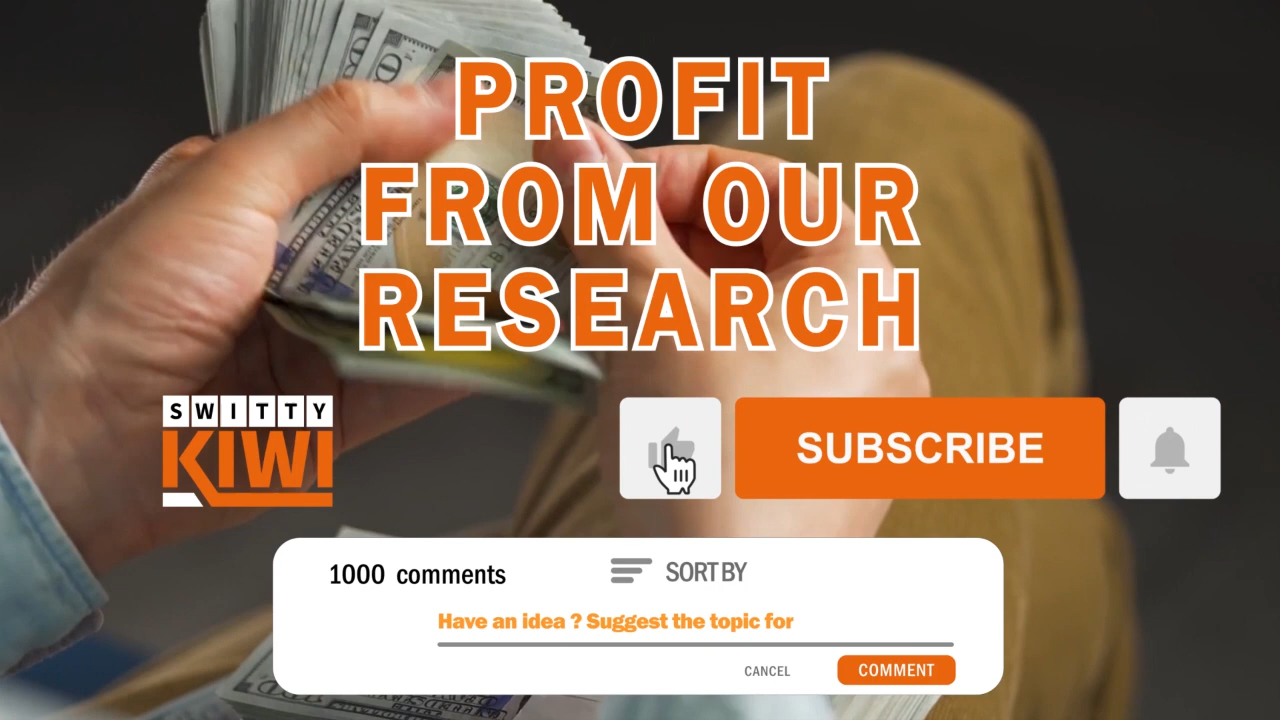 PROFIT
FROM OUR
RESEARCH
SWITTY
KIWI
SUBSCRIBE
1000 comments
SORT BY
Have an idea ? Suggest the topic for
CANCEL
COMMENT